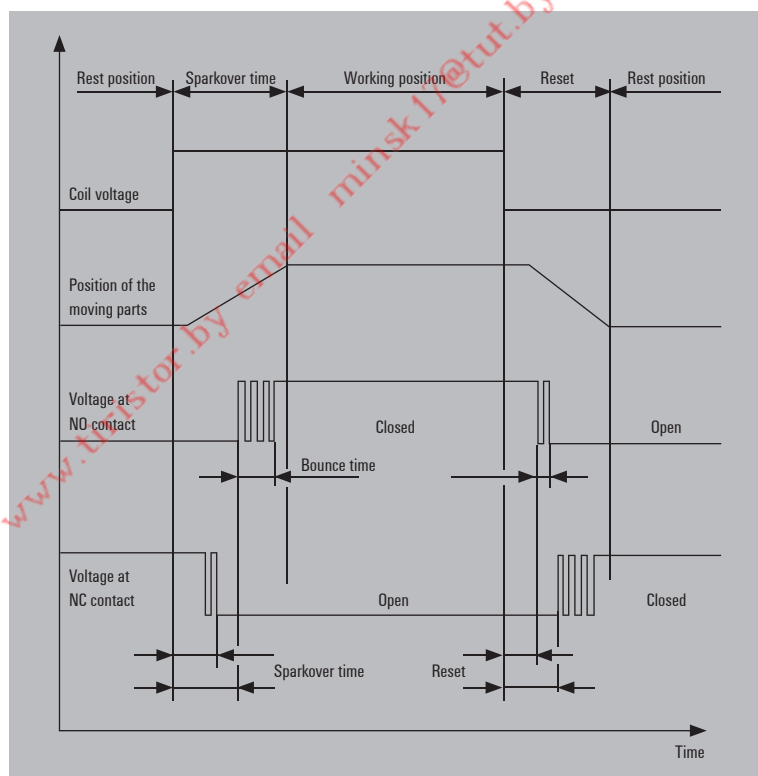 Rest position
Sparkover time
Working position
Reset
Rest position
Coil voltage
Position of the
moving parts
Voltage at
NO contact
Closed
Open
Bounce time
Voltage at
NC contact
Open
Closed
Sparkover time
Reset
Time
www.tiristor.by email minsk17@tut.by